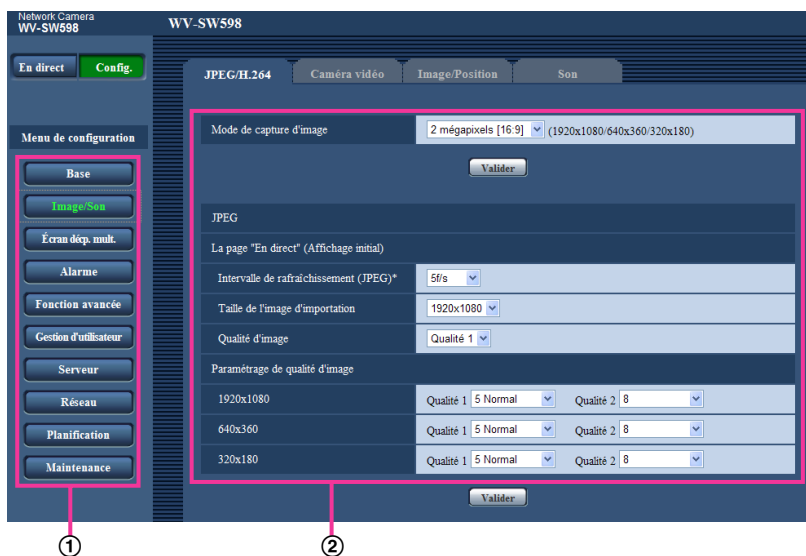 Network Camera
WV-SW598
WV-SW598
En direct
Config.
Menu de configuration
Base
Image/Son
Écran décp. mult.
Alarme
Fonction avancée
Gestion d'utilisateur
Serveur
Réseau
Planification
Maintenance
①
JPEG/H.264
Caméra vidéo
Image/Position
Son
Mode de capture d'image
2 mégapixels [16:9] (1920x1080/640x360/320x180)
Valider
JPEG
La page "En direct" (Affichage initial)
Intervalle de rafraîchissement (JPEG)* 5f/s
Taille de l'image d'importation 1920x1080
Qualité d'image Qualité 1
Paramétrage de qualité d'image
1920x1080 Qualité 1 5 Normal Qualité 2 8
640x360 Qualité 1 5 Normal Qualité 2 8
320x180 Qualité 1 5 Normal Qualité 2 8
Valider
②